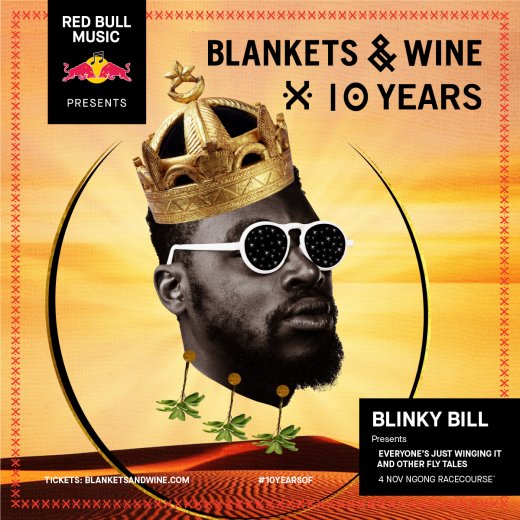 RED BULL
MUSIC
PRESENTS
BLANKETS & WINE
X 10 YEARS
BLINKY BILL
Presents
EVERYONE'S JUST WINGING IT
AND OTHER FLY TALES
4 NOV NGONG RACECOURSE`
TICKETS: BLANKETSANDWINE.COM
#10YEARSOF